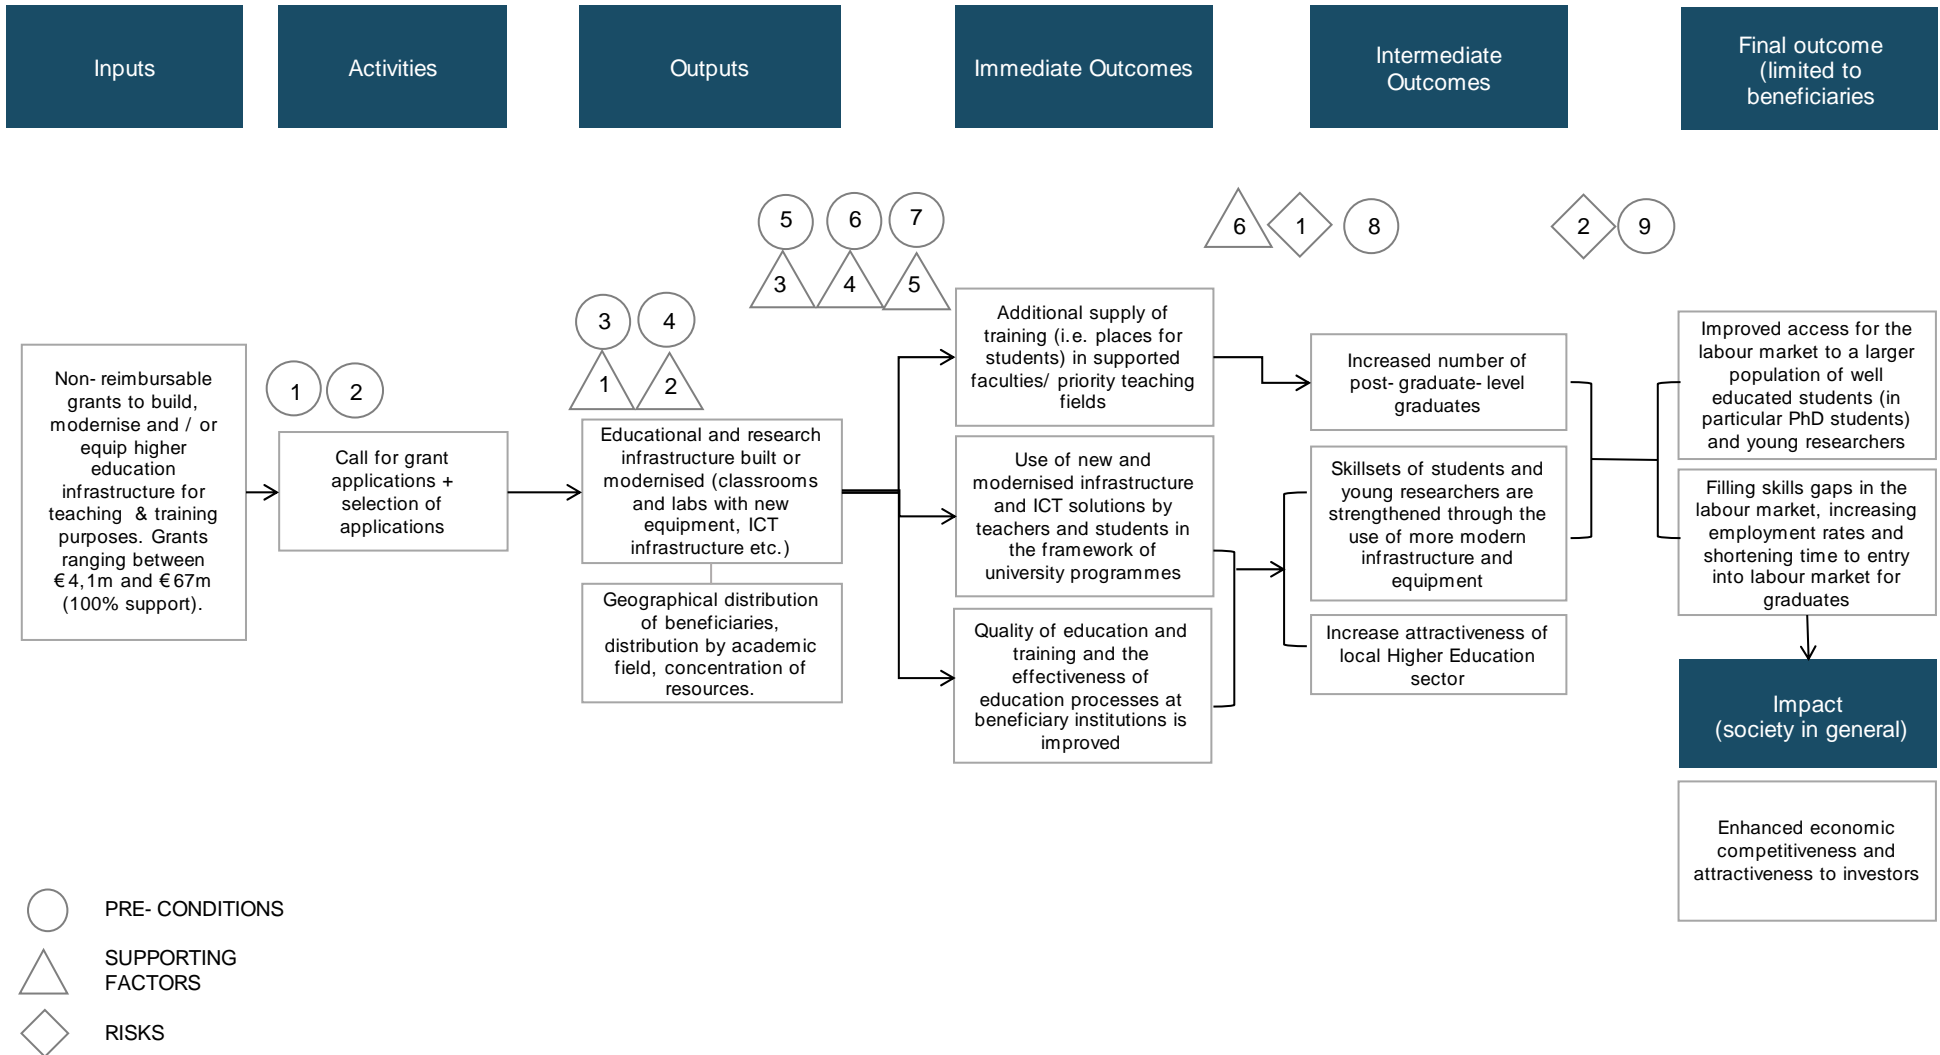 Inputs
Activities
Outputs
Immediate Outcomes
Intermediate
Outcomes
Final outcome
(limited to
beneficiaries
5
6
7
3
4
5
6
1
8
2
9
3
4
1
2
1
2
Non- reimbursable
grants to build,
modernise and / or
equip higher
education
infrastructure for
teaching & training
purposes. Grants
ranging between
€4,1m and €67m
(100% support).
Call for grant
applications +
selection of
applications
Educational and research
infrastructure built or
modernised (classrooms
and labs with new
equipment, ICT
infrastructure etc.)
Geographical distribution
of beneficiaries,
distribution by academic
field, concentration of
resources.
Additional supply of
training (i.e. places for
students) in supported
faculties/ priority teaching
fields
Use of new and
modernised infrastructure
and ICT solutions by
teachers and students in
the framework of
university programmes
Quality of education and
training and the
effectiveness of
education processes at
beneficiary institutions is
improved
Increased number of
post- graduate- level
graduates
Skillsets of students and
young researchers are
strengthened through the
use of more modern
infrastructure and
equipment
Increase attractiveness of
local Higher Education
sector
Improved access for the
labour market to a larger
population of well
educated students (in
particular PhD students)
and young researchers
Filling skills gaps in the
labour market, increasing
employment rates and
shortening time to entry
into labour market for
graduates
Impact
(society in general)
Enhanced economic
competitiveness and
attractiveness to investors
PRE- CONDITIONS
SUPPORTING
FACTORS
RISKS